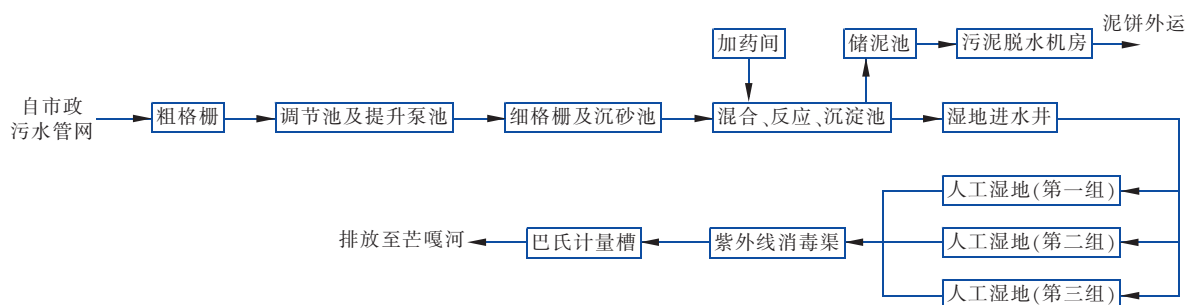 泥饼外运
加药间
储泥池
污泥脱水机房
自市政
污水管网
粗格栅
调节池及提升泵池
细格栅及沉砂池
混合、反应、沉淀池
湿地进水井
人工湿地(第一组)
排放至芒嘎河
巴氏计量槽
紫外线消毒渠
人工湿地(第二组)
人工湿地(第三组)